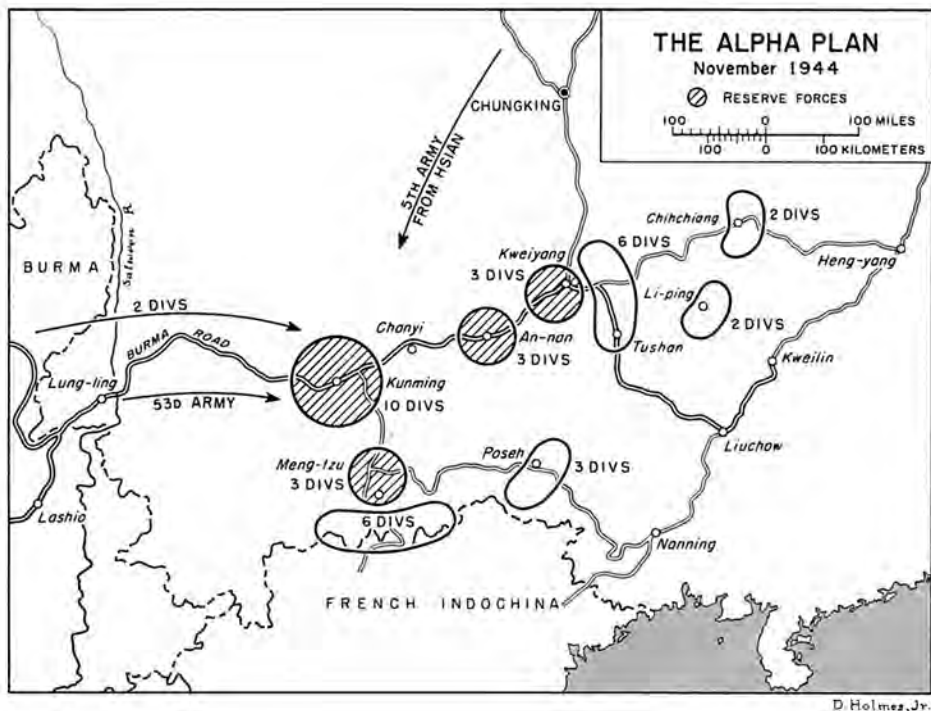 THE ALPHA PLAN
November 1944
RESERVE FORCES
100 0 100 MILES
100 0 100 KILOMETERS
CHUNGKING
5TH ARMY
FROM HSIAN
BURMA
Salween R.
2 DIVS
BURMA ROAD
Lung-ling
53D ARMY
Lashio
Kunming
10 DIVS
Chanyi
An-nan
3 DIVS
Kweiyang
3 DIVS
6 DIVS
Tushan
Chihchiang
2 DIVS
Li-ping
2 DIVS
Heng-yang
Kweilin
Liuchow
Meng-tzu
3 DIVS
6 DIVS
Poseh
3 DIVS
Nanning
FRENCH INDOCHINA
D. Holmes, Jr.